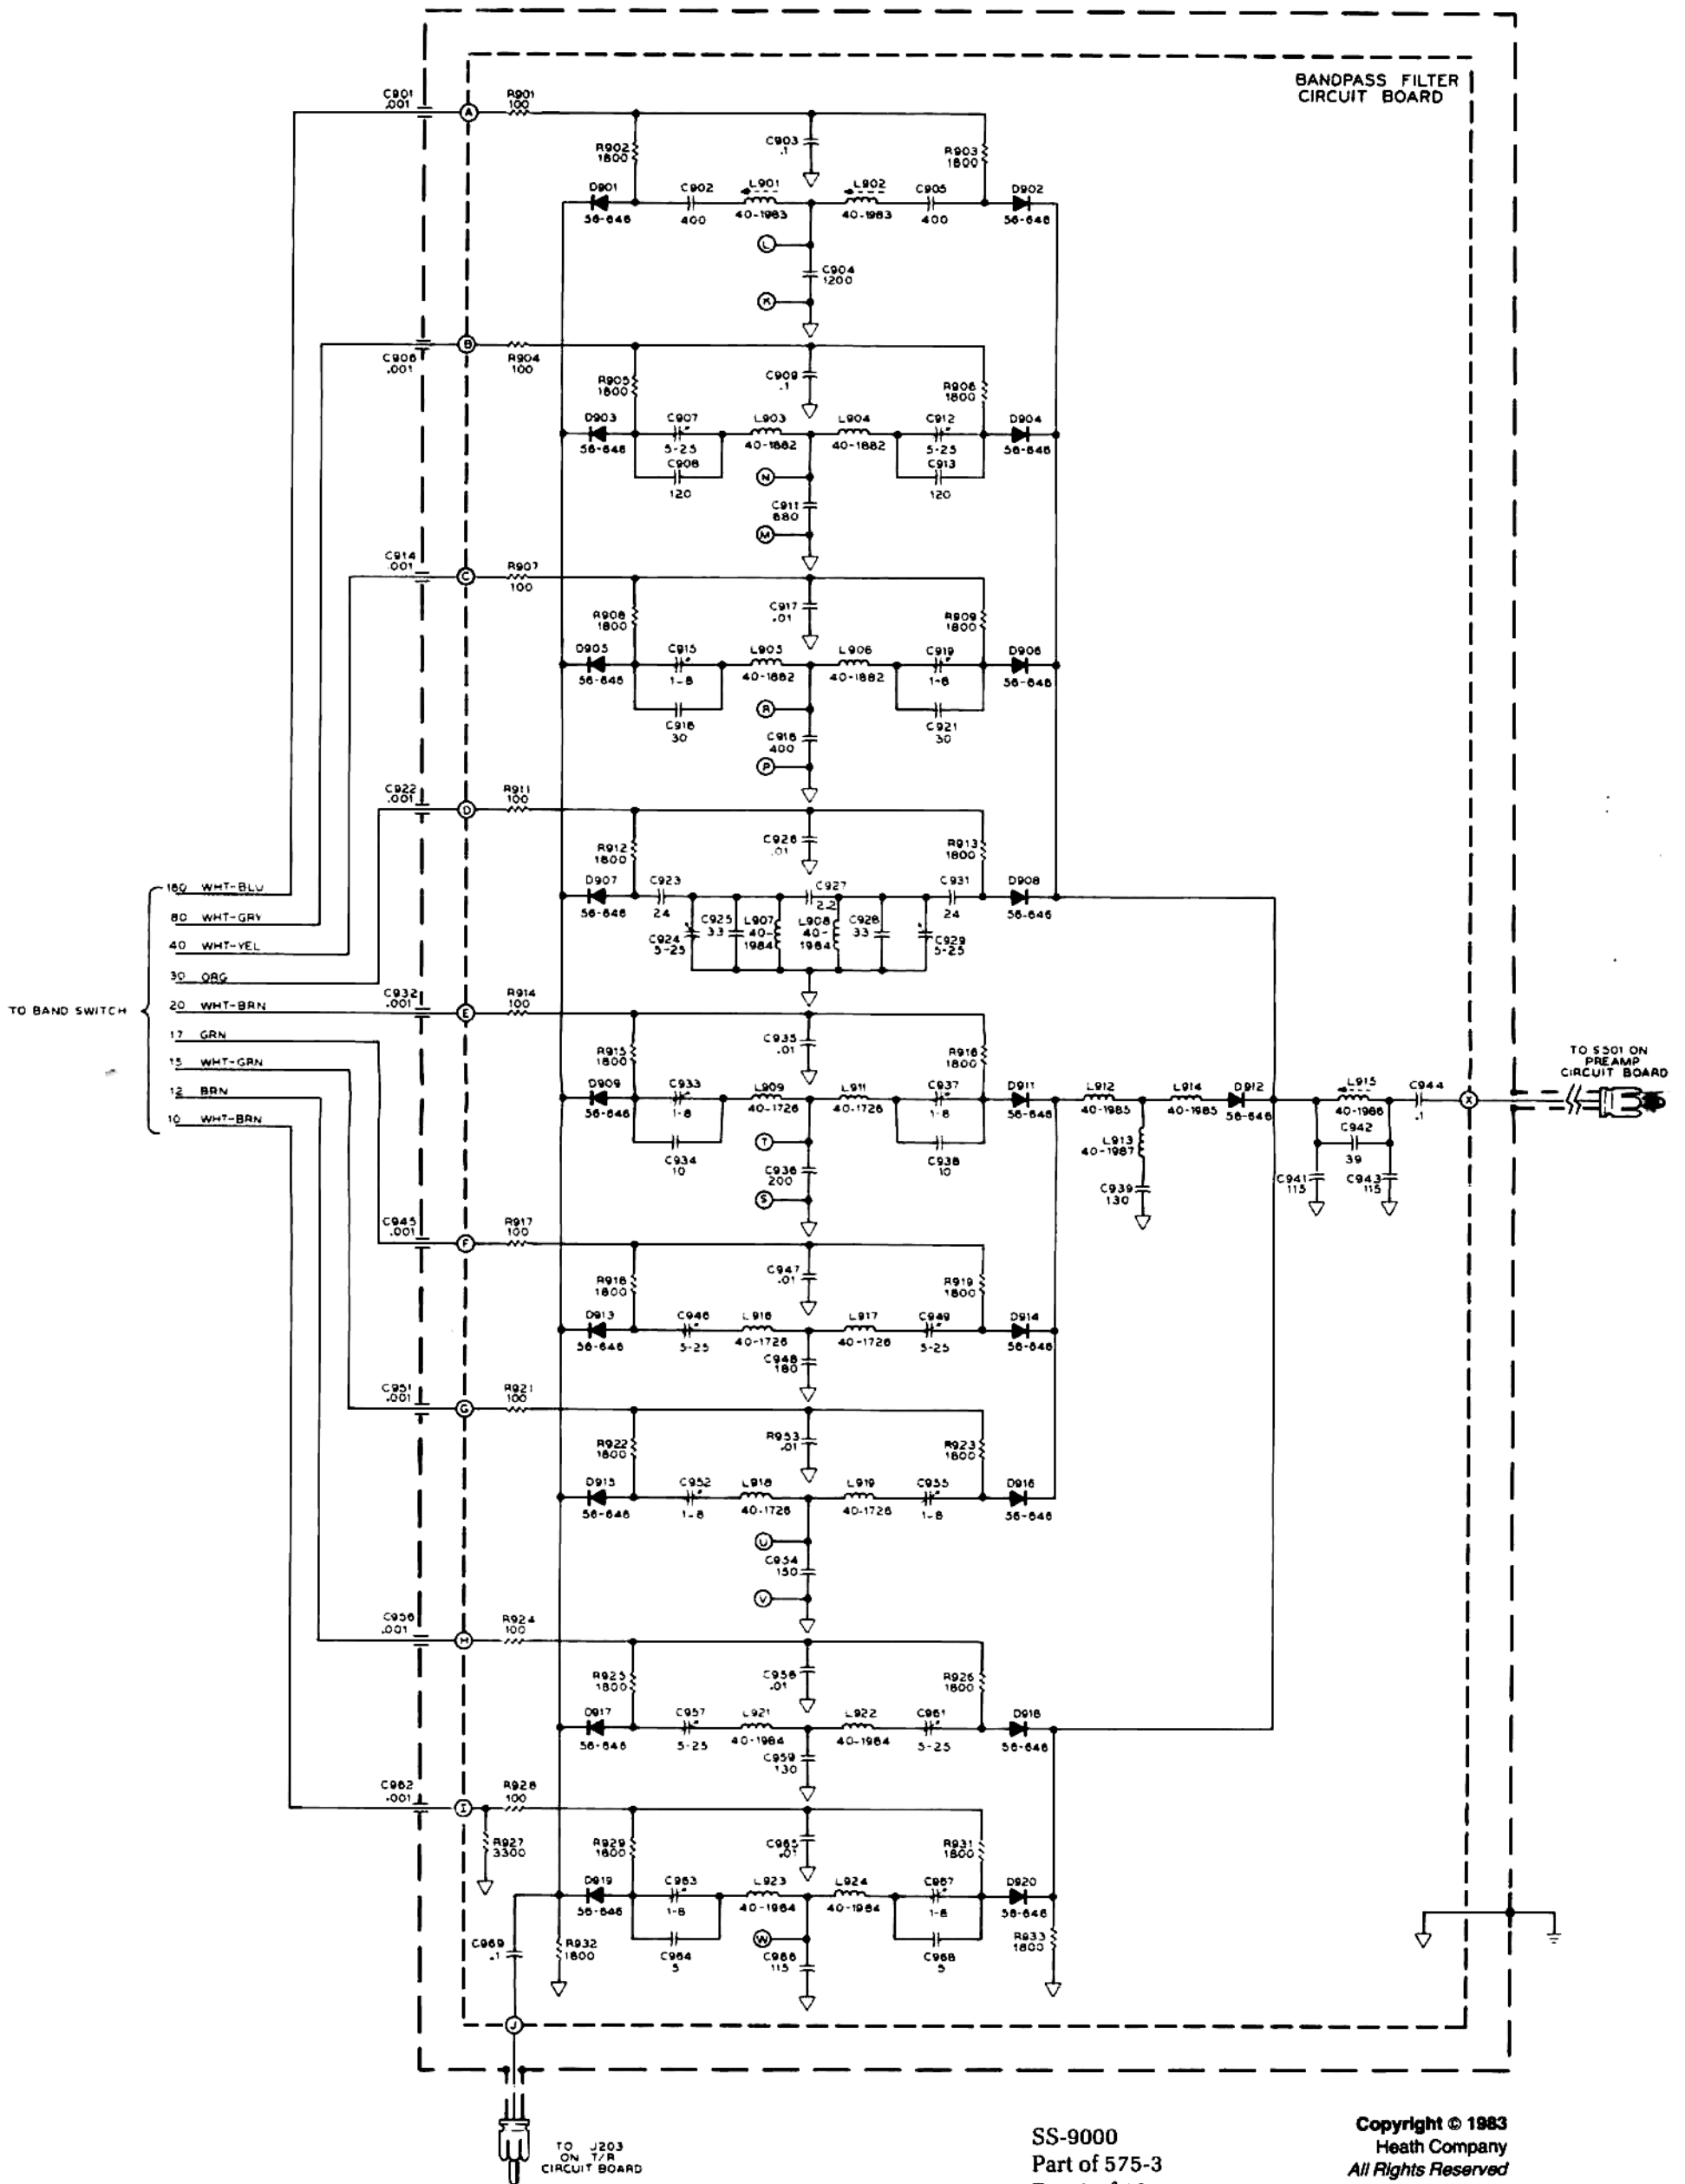 BANDPASS FILTER
CIRCUIT BOARD
C901
.001
A
R901
100
R902
1800
C903
.1
R903
1800
D901
56-646
C902
400
L901
40-1983
L902
40-1983
C905
400
D902
56-646
L
C904
1200
K
C906
.001
B
R904
100
R905
1800
C909
.1
R906
1800
D903
56-646
C907
5-25
C908
120
L903
40-1882
L904
40-1882
C912
5-25
C913
120
D904
56-646
N
C911
680
M
C914
.001
C
R907
100
R908
1800
C917
.01
R909
1800
D905
56-646
C915
1-8
C916
30
L905
40-1882
L906
40-1882
C919
1-8
C921
30
D906
56-646
R
C918
400
P
C922
.001
D
R911
100
R912
1800
C926
.01
R913
1800
D907
56-646
C923
24
C924
5-25
C925
33
L907
40-
1984
C927
2.2
L908
40-
1984
C928
33
C929
5-25
C931
24
D908
56-646
TO BAND SWITCH
160 WHT-BLU
80 WHT-GRY
40 WHT-YEL
30 ORG
20 WHT-BRN
17 GRN
15 WHT-GRN
12 BRN
10 WHT-BRN
C932
.001
E
R914
100
R915
1800
C935
.01
R916
1800
D909
56-646
C933
1-8
C934
10
L909
40-1726
L911
40-1726
C937
1-8
C938
10
D911
56-646
T
C936
200
S
L912
40-1985
L914
40-1985
D912
56-646
L913
40-1987
C939
130
L915
40-1986
C942
39
C941
115
C943
115
C944
.1
X
TO S501 ON
PREAMP
CIRCUIT BOARD
C945
.001
F
R917
100
R918
1800
C947
.01
R919
1800
D913
56-646
C946
5-25
L916
40-1726
L917
40-1726
C949
5-25
D914
56-646
C948
180
C951
.001
G
R921
100
R922
1800
R953
.01
R923
1800
D915
56-646
C952
1-8
L918
40-1726
L919
40-1726
C955
1-8
D916
56-646
U
C954
150
V
C956
.001
H
R924
100
R925
1800
C958
.01
R926
1800
D917
56-646
C957
5-25
L921
40-1984
L922
40-1984
C961
5-25
D918
56-646
C959
130
C962
.001
I
R928
100
R927
3300
R929
1800
C965
.01
R931
1800
D919
56-646
C963
1-8
C964
5
L923
40-1984
L924
40-1984
C967
1-8
C968
5
D920
56-646
W
C966
115
C969
.1
R932
1800
R933
1800
J
TO J203
ON T/R
CIRCUIT BOARD
SS-9000
Part of 575-3
Copyright © 1983
Heath Company
All Rights Reserved